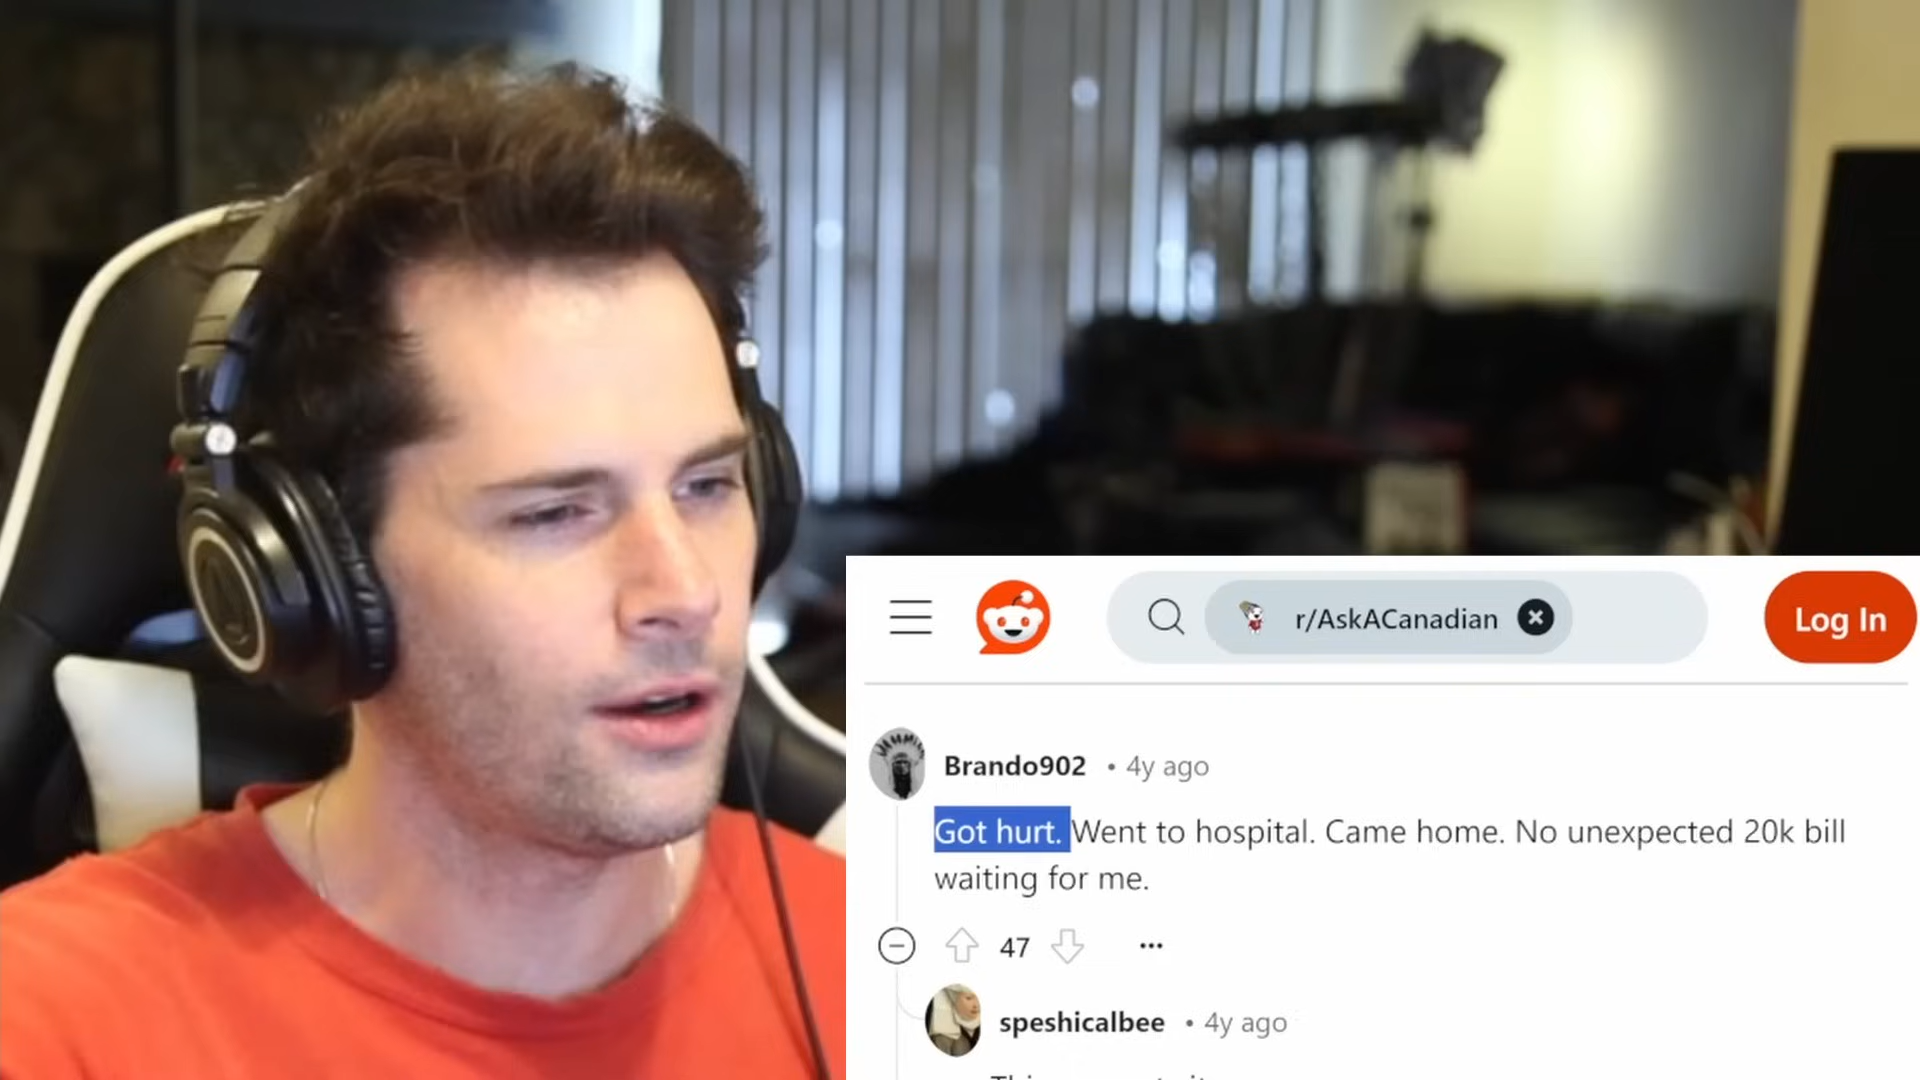 r/AskACanadian
Log In
Brando902 • 4y ago
Got hurt. Went to hospital. Came home. No unexpected 20k bill
waiting for me.
47
speshicalbee • 4y ago